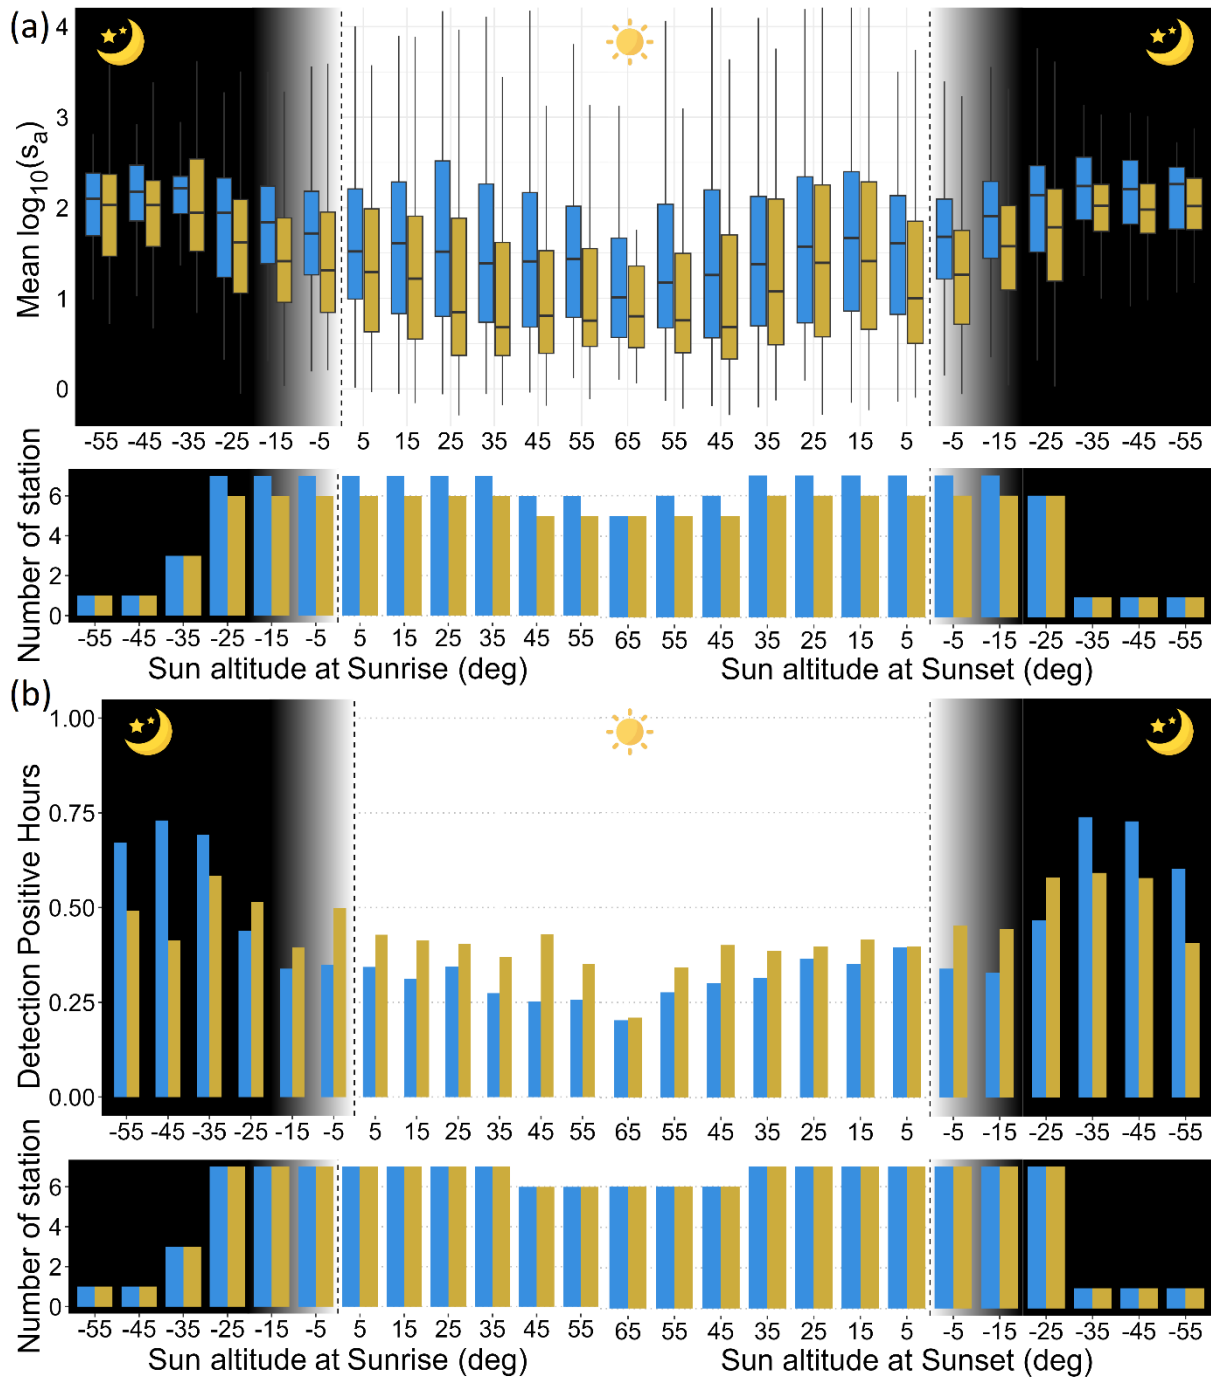 (a)
Mean log10(sa)
4
3
2
1
0
-55 -45 -35 -25 -15 -5 5 15 25 35 45 55 65 55 45 35 25 15 5 -5 -15 -25 -35 -45 -55
Number of station
6
4
2
0
-55 -45 -35 -25 -15 -5 5 15 25 35 45 55 65 55 45 35 25 15 5 -5 -15 -25 -35 -45 -55
Sun altitude at Sunrise (deg) Sun altitude at Sunset (deg)
(b)
Detection Positive Hours
1.00
0.75
0.50
0.25
0.00
-55 -45 -35 -25 -15 -5 5 15 25 35 45 55 65 55 45 35 25 15 5 -5 -15 -25 -35 -45 -55
Number of station
6
4
2
0
-55 -45 -35 -25 -15 -5 5 15 25 35 45 55 65 55 45 35 25 15 5 -5 -15 -25 -35 -45 -55
Sun altitude at Sunrise (deg) Sun altitude at Sunset (deg)